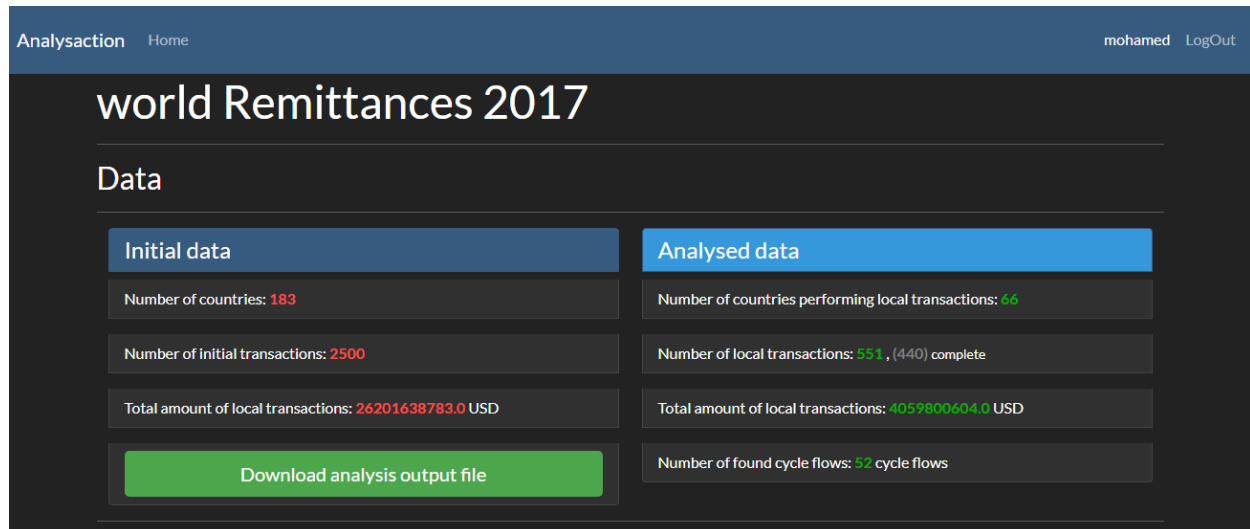 Analysaction Home mohamed LogOut
world Remittances 2017
Data
Initial data
Number of countries: 183
Number of initial transactions: 2500
Total amount of local transactions: 26201638783.0 USD
Download analysis output file
Analysed data
Number of countries performing local transactions: 66
Number of local transactions: 551 , (440) complete
Total amount of local transactions: 4059800604.0 USD
Number of found cycle flows: 52 cycle flows